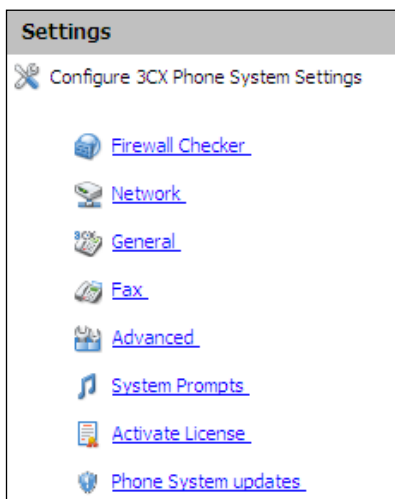 Settings
Configure 3CX Phone System Settings
Firewall Checker
Network
3CX
General
Fax
Advanced
System Prompts
Activate License
Phone System updates